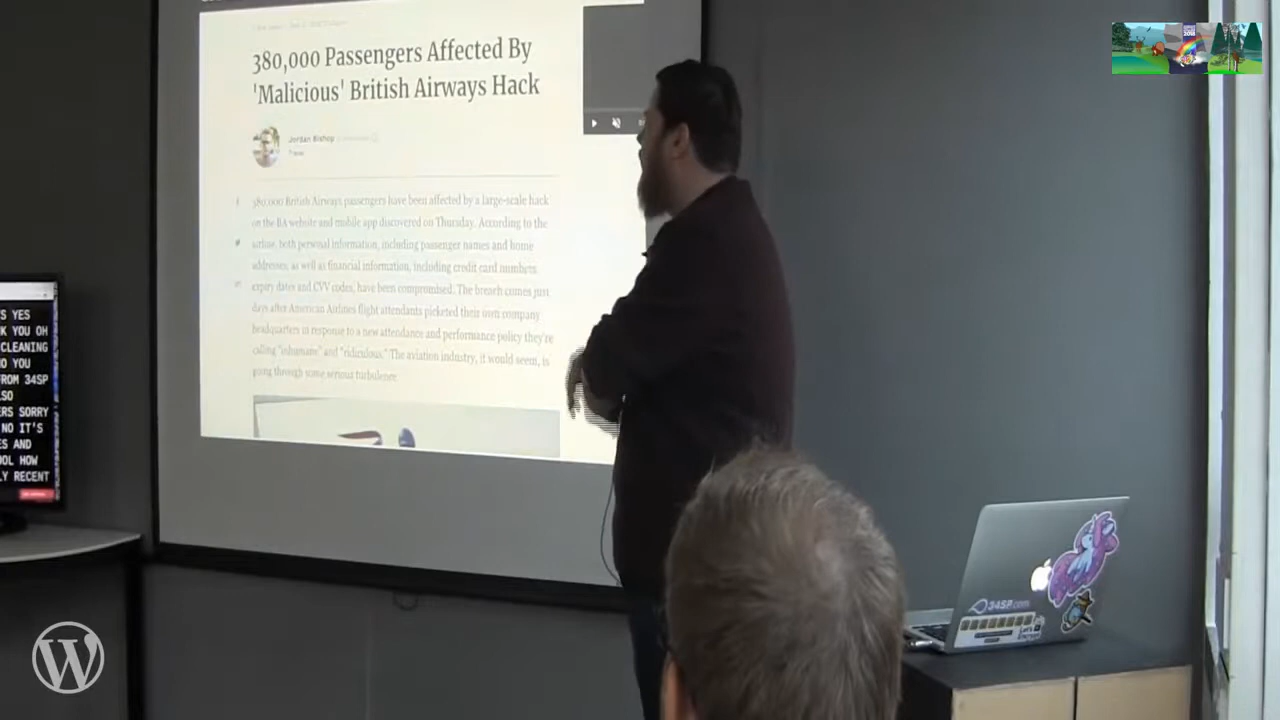 380,000 Passengers Affected By
'Malicious' British Airways Hack
Jordan Bishop
Travel
380,000 British Airways passengers have been affected by a large-scale hack
on the BA website and mobile app discovered on Thursday. According to the
airline, both personal information, including passenger names and home
addresses, as well as financial information, including credit card numbers,
expiry dates and CVV codes, have been compromised. The breach comes just
days after American Airlines flight attendants picketed their own company
headquarters in response to a new attendance and performance policy they're
calling "inhumane" and "ridiculous." The aviation industry, it would seem, is
going through some serious turbulence.
S YES
K YOU OH
CLEANING
O YOU
FROM 34SP
LSO
ERS SORRY
NO IT'S
ES AND
OOL HOW
LY RECENT
34SP.com
Let's
2018
W